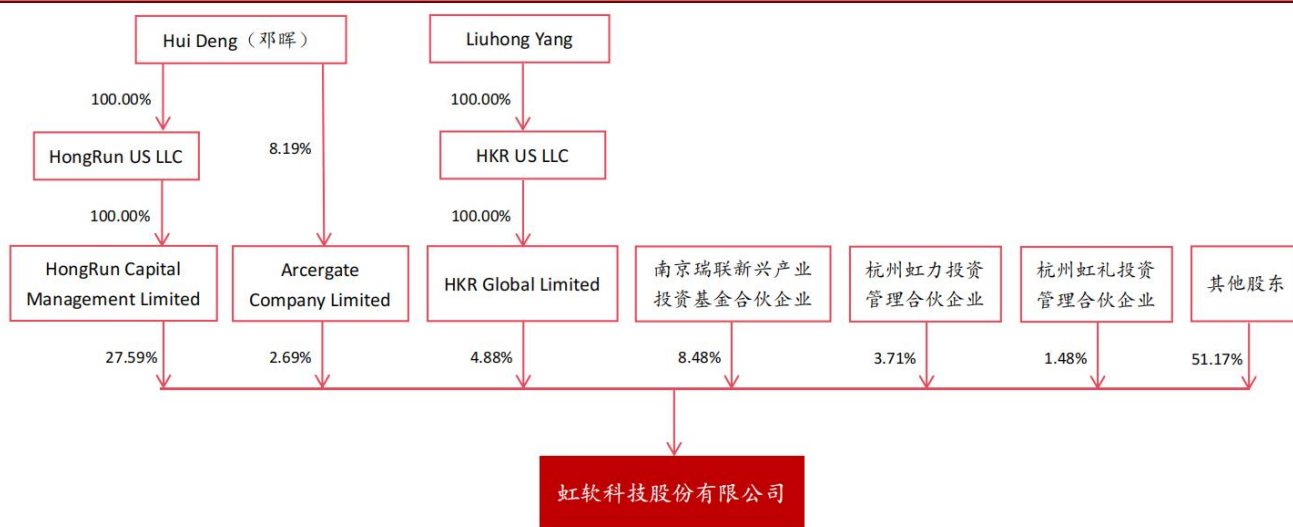 Hui Deng（邓晖）
Liuhong Yang
100.00%
100.00%
HongRun US LLC
8.19%
HKR US LLC
100.00%
100.00%
HongRun Capital
Management Limited
Arcergate
Company Limited
HKR Global Limited
南京瑞联新兴产业
投资基金合伙企业
杭州虹力投资
管理合伙企业
杭州虹礼投资
管理合伙企业
其他股东
27.59%
2.69%
4.88%
8.48%
3.71%
1.48%
51.17%
虹软科技股份有限公司